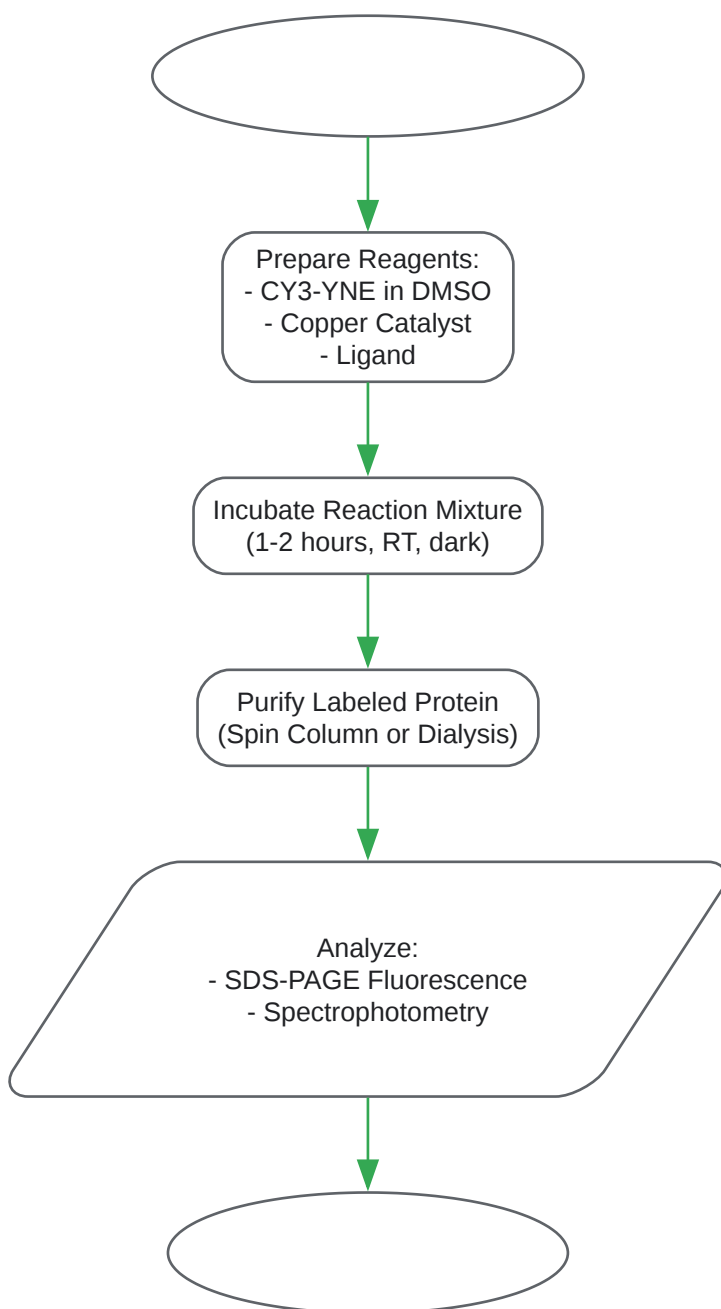 Prepare Reagents:
- CY3-YNE in DMSO
- Copper Catalyst
- Ligand
Incubate Reaction Mixture
(1-2 hours, RT, dark)
Purify Labeled Protein
(Spin Column or Dialysis)
Analyze:
- SDS-PAGE Fluorescence
- Spectrophotometry